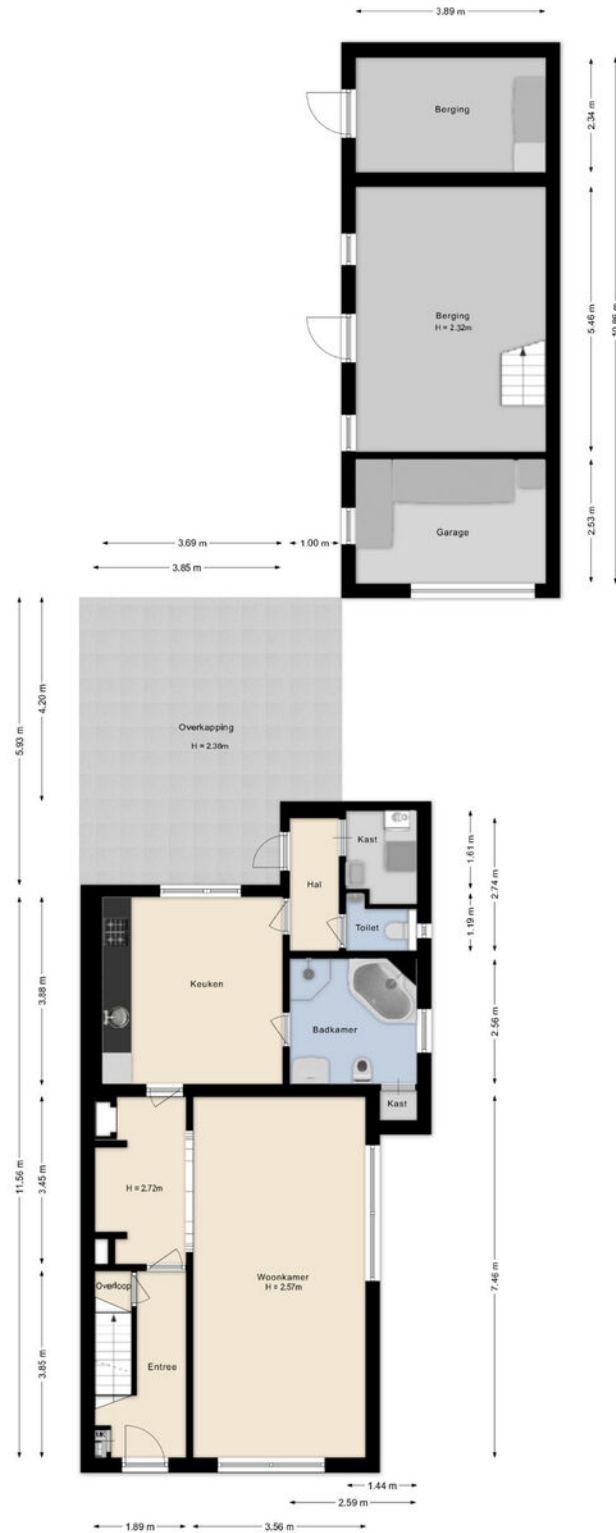 3.89 m
Berging
2.34 m
10.86 m
Berging
H = 2.32m
5.46 m
Garage
2.53 m
3.69 m
1.00 m
3.85 m
4.20 m
5.93 m
Overkapping
H = 2.38m
Kast
Hal
1.61 m
2.74 m
Toilet
1.19 m
Keuken
3.88 m
Badkamer
2.56 m
Kast
11.56 m
3.45 m
H = 2.72m
Woonkamer
H = 2.57m
7.46 m
Overloop
Entree
3.85 m
MK
1.44 m
2.59 m
1.89 m
3.56 m